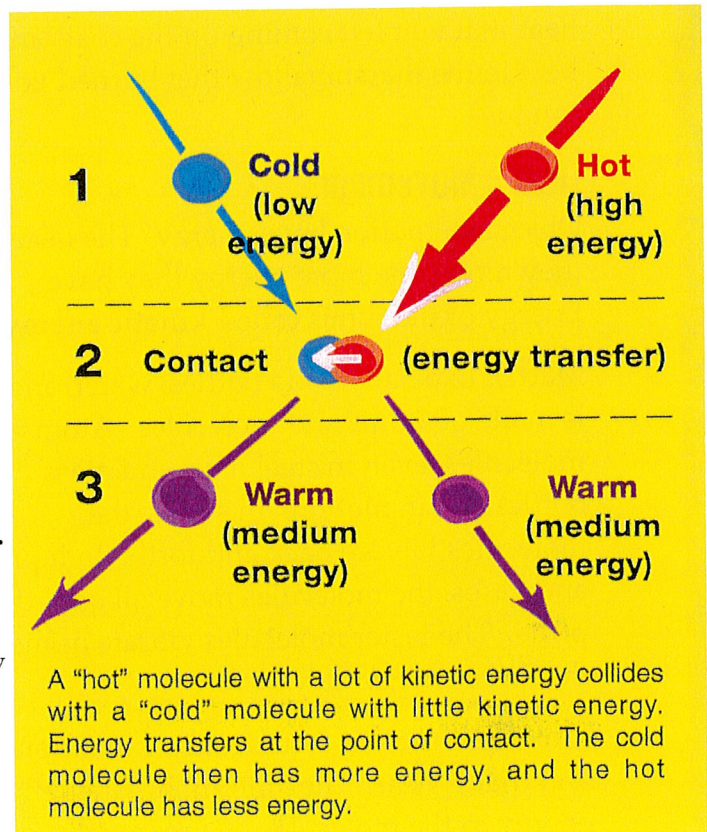 1
Cold
(low
energy)
Hot
(high
energy)
2 Contact (energy transfer)
3
Warm
(medium
energy)
Warm
(medium
energy)
A “hot” molecule with a lot of kinetic energy collides
with a “cold” molecule with little kinetic energy.
Energy transfers at the point of contact. The cold
molecule then has more energy, and the hot
molecule has less energy.